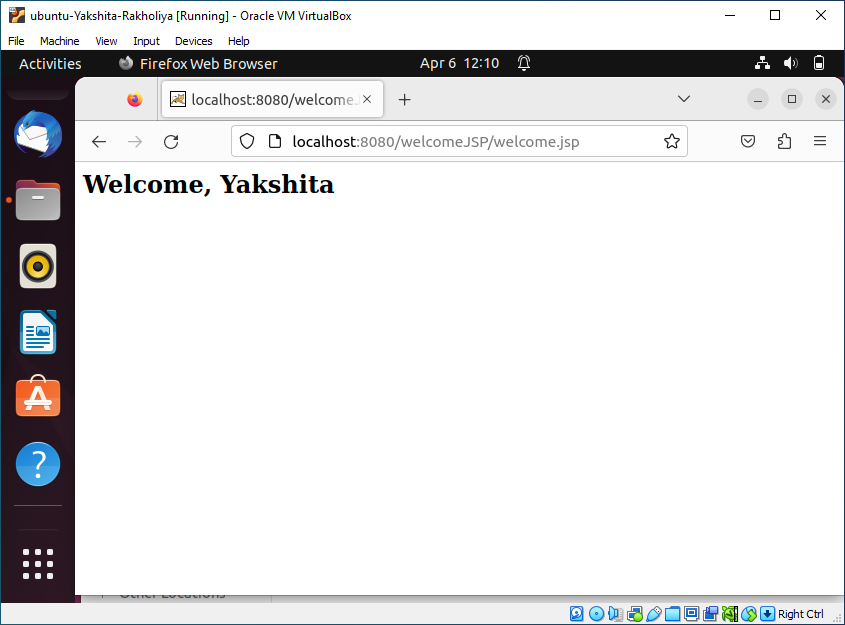 ubuntu-Yakshita-Rakholiya [Running] - Oracle VM VirtualBox
File Machine View Input Devices Help
Activities Firefox Web Browser Apr 6 12:10
localhost:8080/welcome
localhost:8080/welcomeJSP/welcome.jsp
Welcome, Yakshita
Other Locations
Right Ctrl